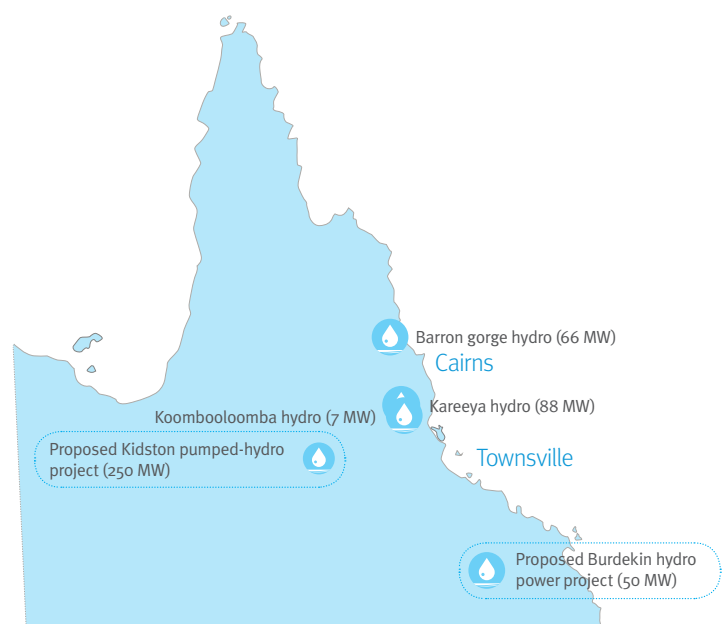 Barron gorge hydro (66 MW)
Cairns
Kareeya hydro (88 MW)
Koombooloomba hydro (7 MW)
Proposed Kidston pumped-hydro
project (250 MW)
Townsville
Proposed Burdekin hydro
power project (50 MW)